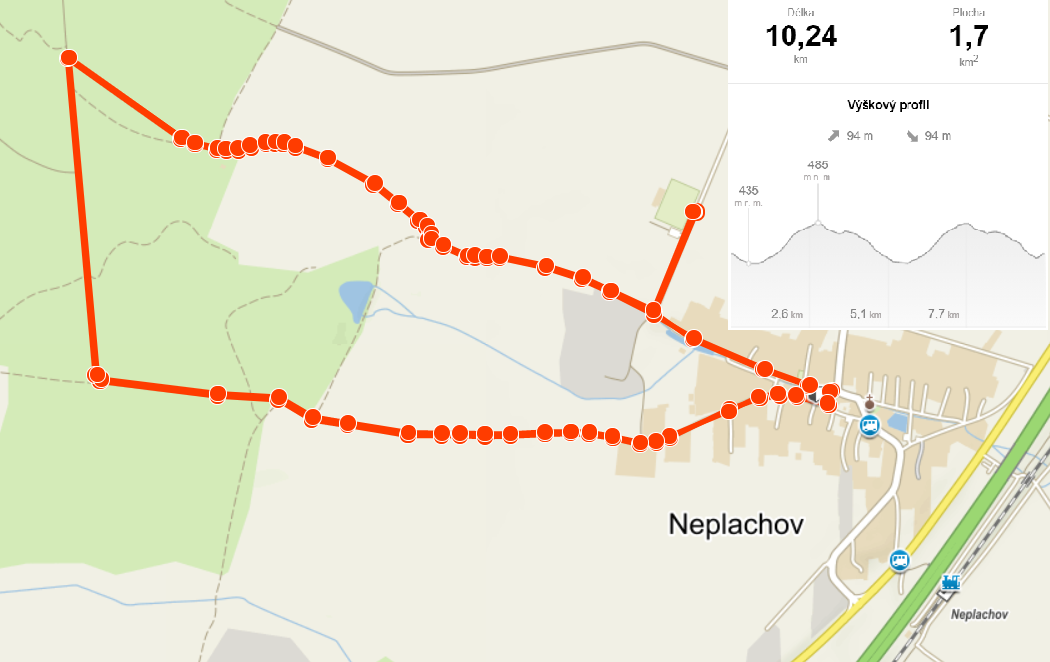 Délka
Plocha
10,24
1,7
km
km2
Výškový profil
94 m
94 m
485
m n. m.
435
m n. m.
2,6 km
5,1 km
7,7 km
Neplachov
Neplachov